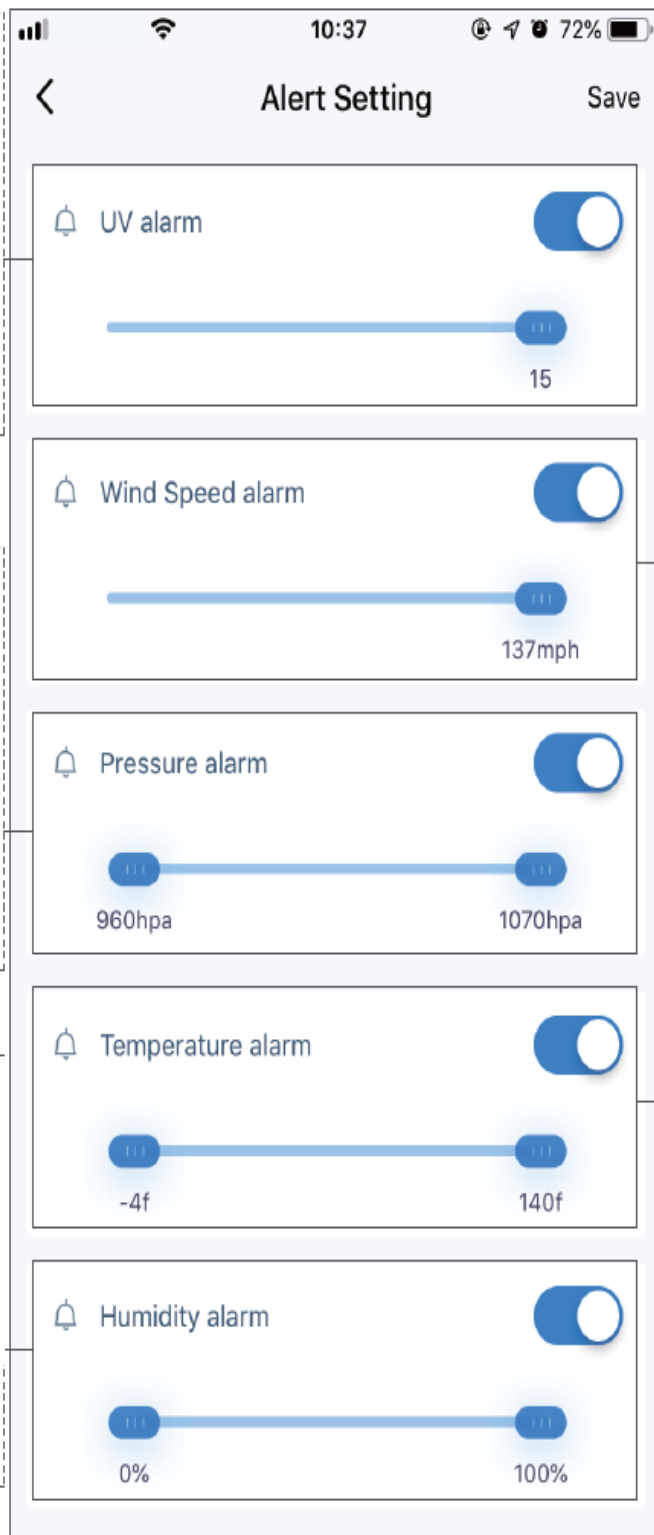 10:37 72%
Alert Setting Save
UV alarm
15
Wind Speed alarm
137mph
Pressure alarm
960hpa 1070hpa
Temperature alarm
-4f 140f
Humidity alarm
0% 100%